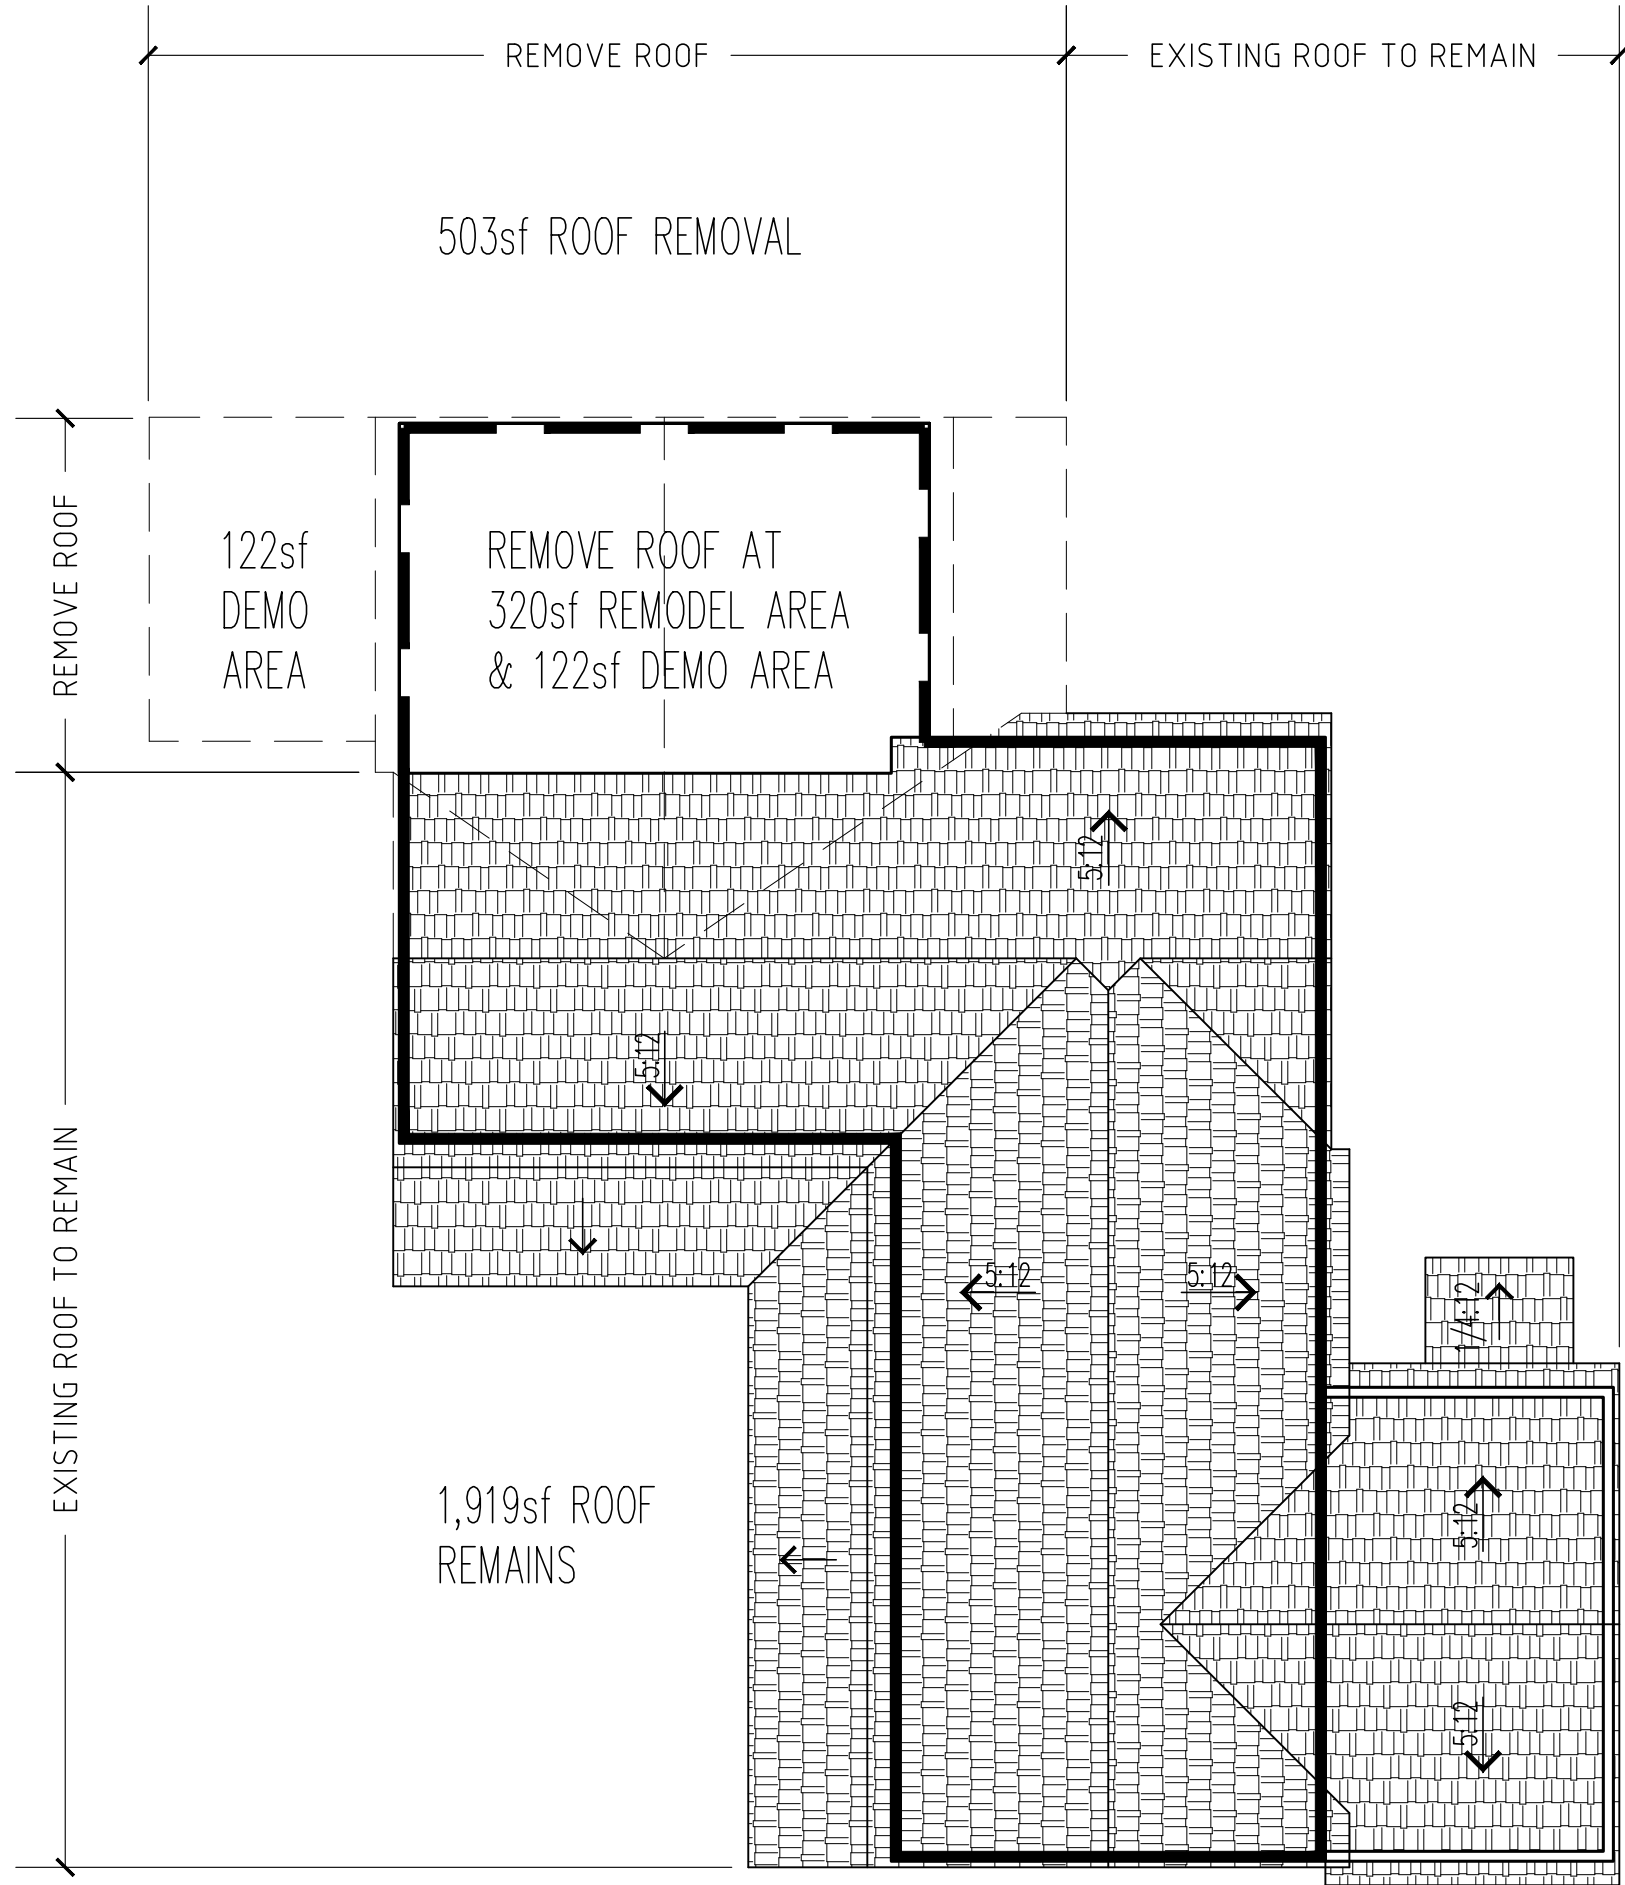 REMOVE ROOF
EXISTING ROOF TO REMAIN
503sf ROOF REMOVAL
REMOVE ROOF
122sf
DEMO
AREA
REMOVE ROOF AT
320sf REMODEL AREA
& 122sf DEMO AREA
5:12
5:12
EXISTING ROOF TO REMAIN
5:12
5:12
1/4:12
1,919sf ROOF
REMAINS
5:12
5:12